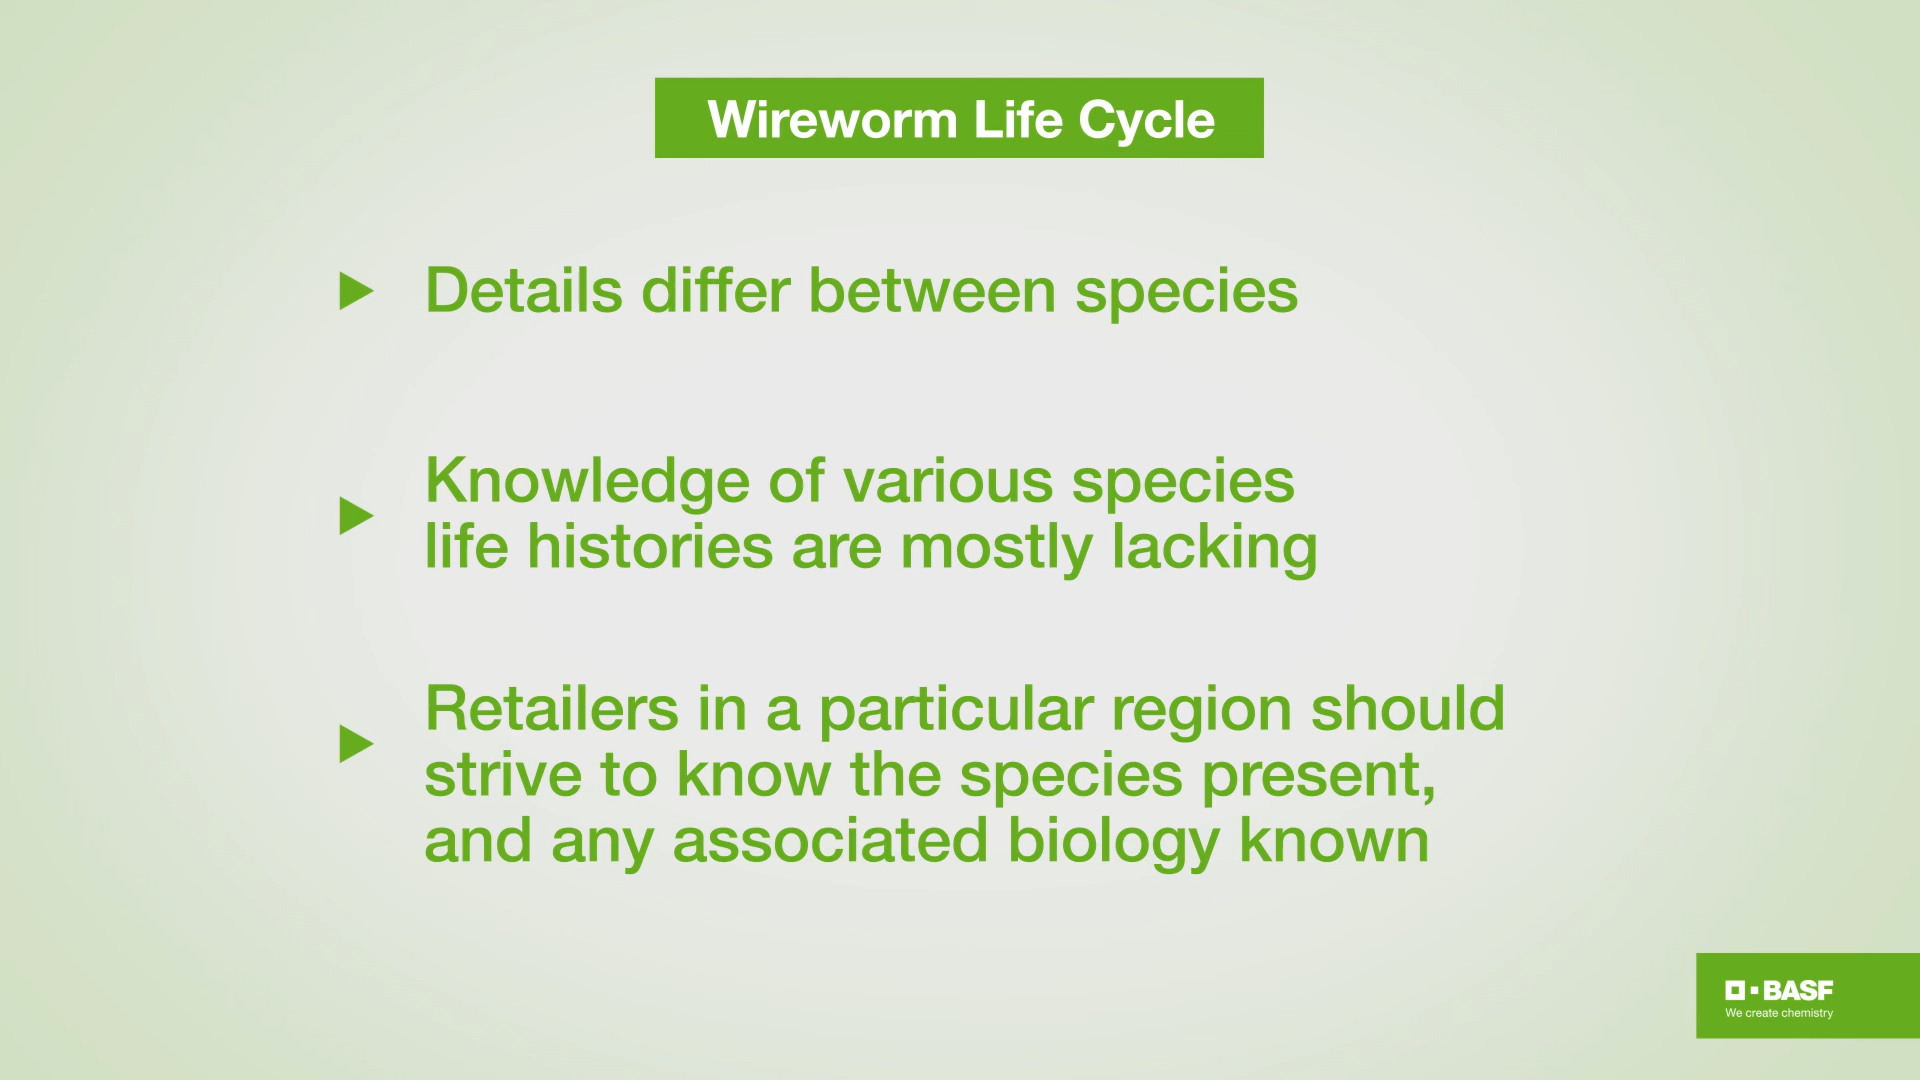 Wireworm Life Cycle
Details differ between species
Knowledge of various species
life histories are mostly lacking
Retailers in a particular region should
strive to know the species present,
and any associated biology known
BASF
We create chemistry